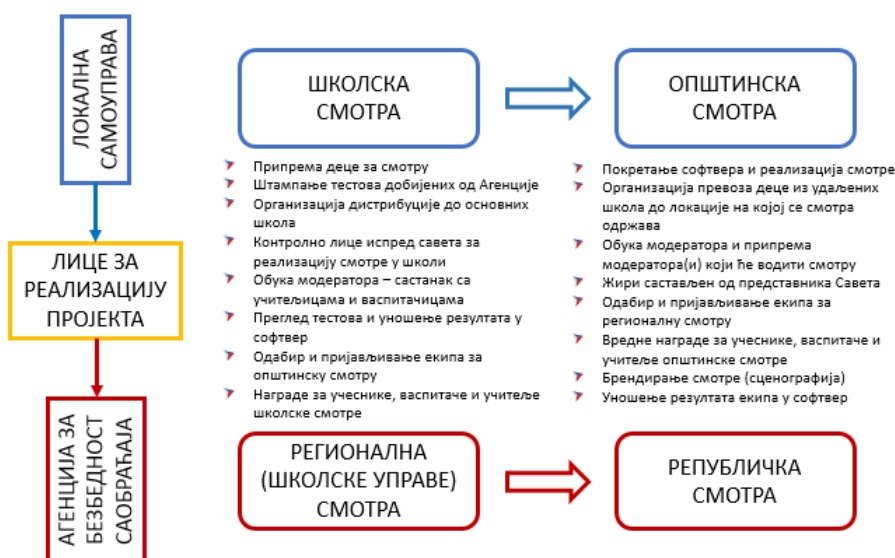 ЛОКАЛНА
САМОУПРАВА
ЛИЦЕ ЗА
РЕАЛИЗАЦИЈУ
ПРОЈЕКТА
АГЕНЦИЈА ЗА
БЕЗБЕДНОСТ
САОБРАЋАЈА
ШКОЛСКА
СМОТРА
Припрема деце за смотру
Штампање тестова добијених од Агенције
Организација дистрибуције до основних
школа
Контролно лице испред савета за
реализацију смотре у школи
Обука модератора – састанак са
учитељицама и васпитачицама
Преглед тестова и уношење резултата у
софтвер
Одабир и пријављивање екипа за
општинску смотру
Награде за учеснике, васпитаче и учитеље
школске смотре
ОПШТИНСКА
СМОТРА
Покретање софтвера и реализација смотре
Организација превоза деце из удаљених
школа до локације на којој се смотра
одржава
Обука модератора и припрема
модератора(и) који ће водити смотру
Жири састављен од представника Савета
Одабир и пријављивање екипа за
регионалну смотру
Вредне награде за учеснике, васпитаче и
учитеље општинске смотре
Брендирање смотре (сценографија)
Уношење резултата екипа у софтвер
РЕГИОНАЛНА
(ШКОЛСКЕ УПРАВЕ)
СМОТРА
РЕПУБЛИЧКА
СМОТРА